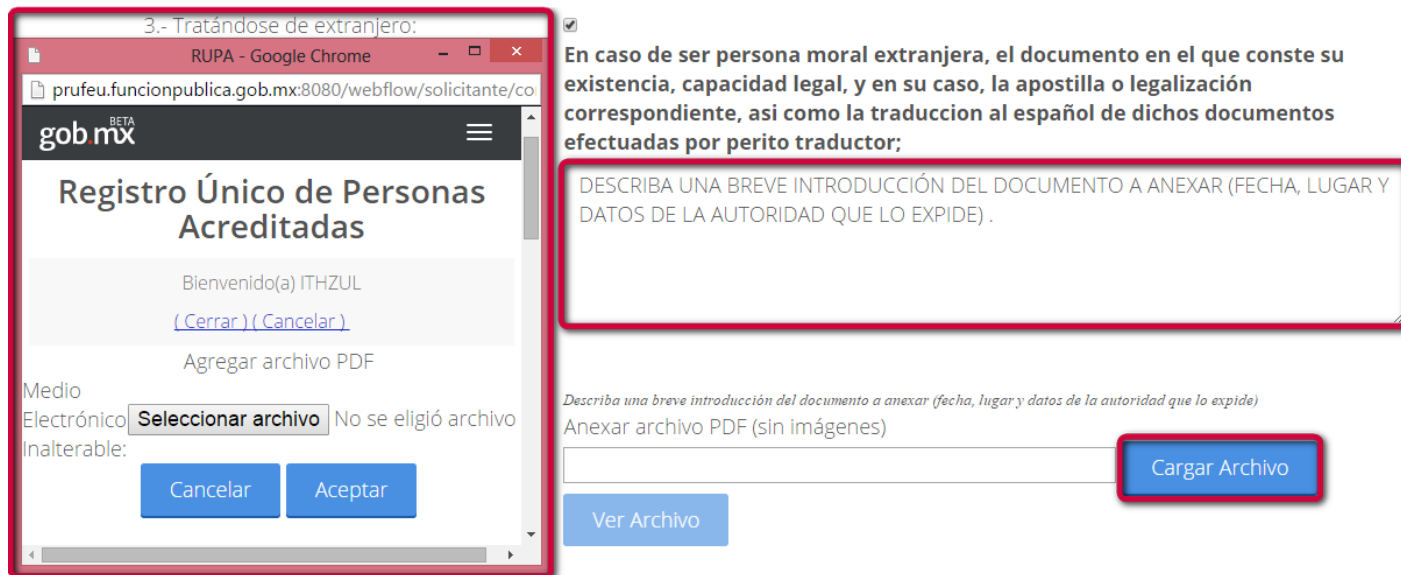 3.- Tratándose de extranjero:
RUPA - Google Chrome
prufeu.funcionpublica.gob.mx:8080/webflow/solicitante/co
gob.mx
BETA
Registro Único de Personas
Acreditadas
Bienvenido(a) ITHZUL
( Cerrar ) ( Cancelar )
Agregar archivo PDF
Medio
Electrónico Seleccionar archivo No se eligió archivo
Inalterable:
Cancelar Aceptar
En caso de ser persona moral extranjera, el documento en el que conste su
existencia, capacidad legal, y en su caso, la apostilla o legalización
correspondiente, asi como la traduccion al español de dichos documentos
efectuadas por perito traductor;
DESCRIBA UNA BREVE INTRODUCCIÓN DEL DOCUMENTO A ANEXAR (FECHA, LUGAR Y
DATOS DE LA AUTORIDAD QUE LO EXPIDE) .
Describa una breve introducción del documento a anexar (fecha, lugar y datos de la autoridad que lo expide)
Anexar archivo PDF (sin imágenes)
Cargar Archivo
Ver Archivo